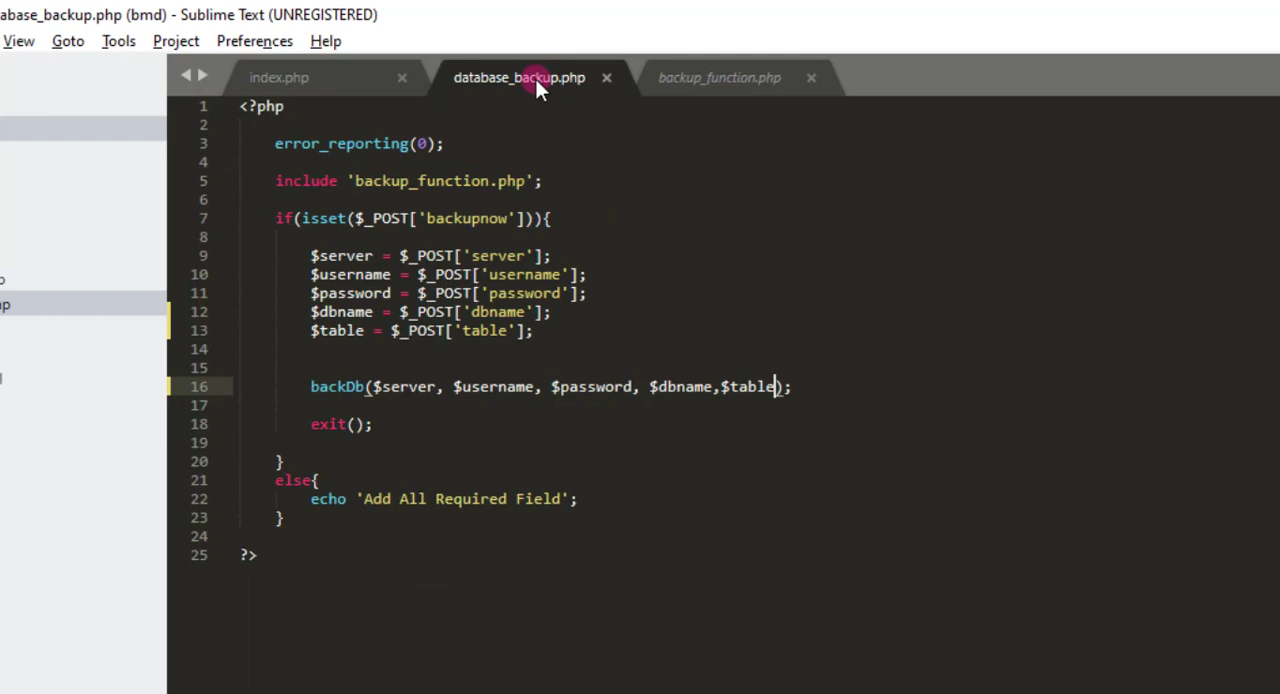 abase_backup.php (bmd) - Sublime Text (UNREGISTERED)
View Goto Tools Project Preferences Help
index.php database_backup.php backup_function.php
1 <?php
2
3 error_reporting(0);
4
5 include 'backup_function.php';
6
7 if(isset($_POST['backupnow'])){
8
9 $server = $_POST['server'];
10 $username = $_POST['username'];
11 $password = $_POST['password'];
12 $dbname = $_POST['dbname'];
13 $table = $_POST['table'];
14
15
16 backDb($server, $username, $password, $dbname,$table);
17
18 exit();
19
20 }
21 else{
22 echo 'Add All Required Field';
23 }
24
25 ?>